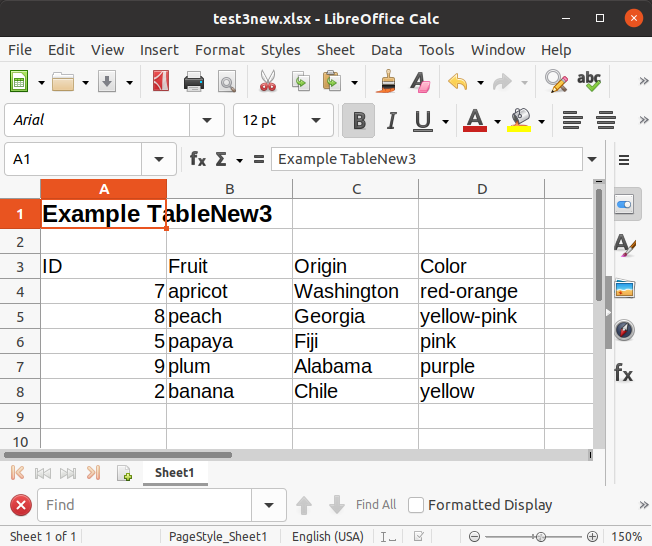 test3new.xlsx - LibreOffice Calc
File Edit View Insert Format Styles Sheet Data Tools Window Help
abc
Arial 12 pt B I U A
A1 fx Σ = Example TableNew3
A B C D
1 Example TableNew3
2
3 ID Fruit Origin Color
4 7 apricot Washington red-orange
5 8 peach Georgia yellow-pink
6 5 papaya Fiji pink
7 9 plum Alabama purple
8 2 banana Chile yellow
9
10
fx
Sheet1
Find Find All Formatted Display
Sheet 1 of 1 PageStyle_Sheet1 English (USA) 150%